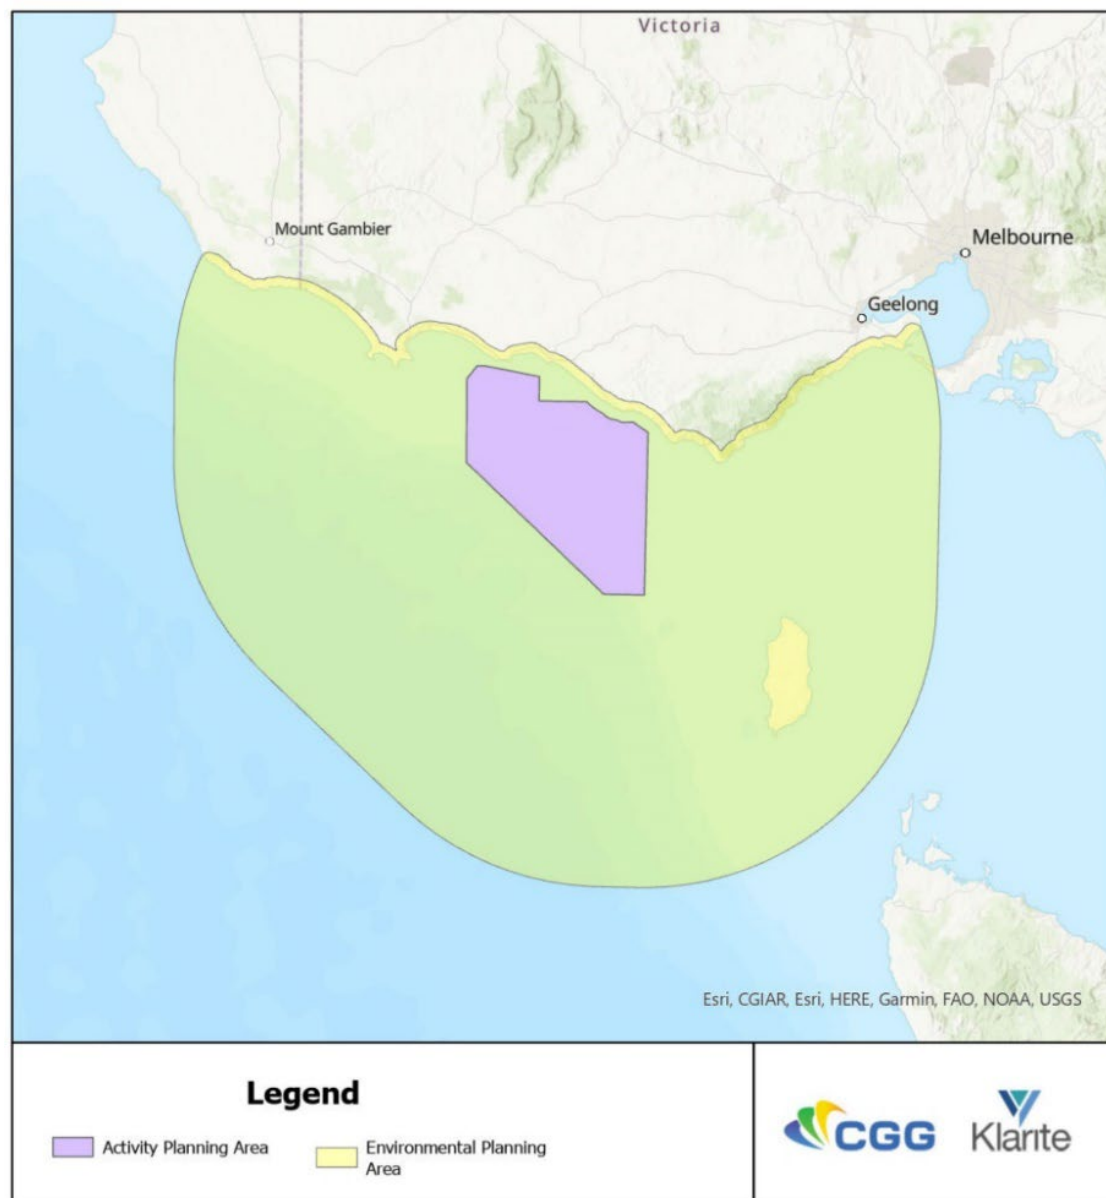 Victoria
Mount Gambier
Melbourne
Geelong
Esri, CGIAR, Esri, HERE, Garmin, FAO, NOAA, USGS
Legend
Activity Planning Area
Environmental Planning
Area
CGG
Klarite